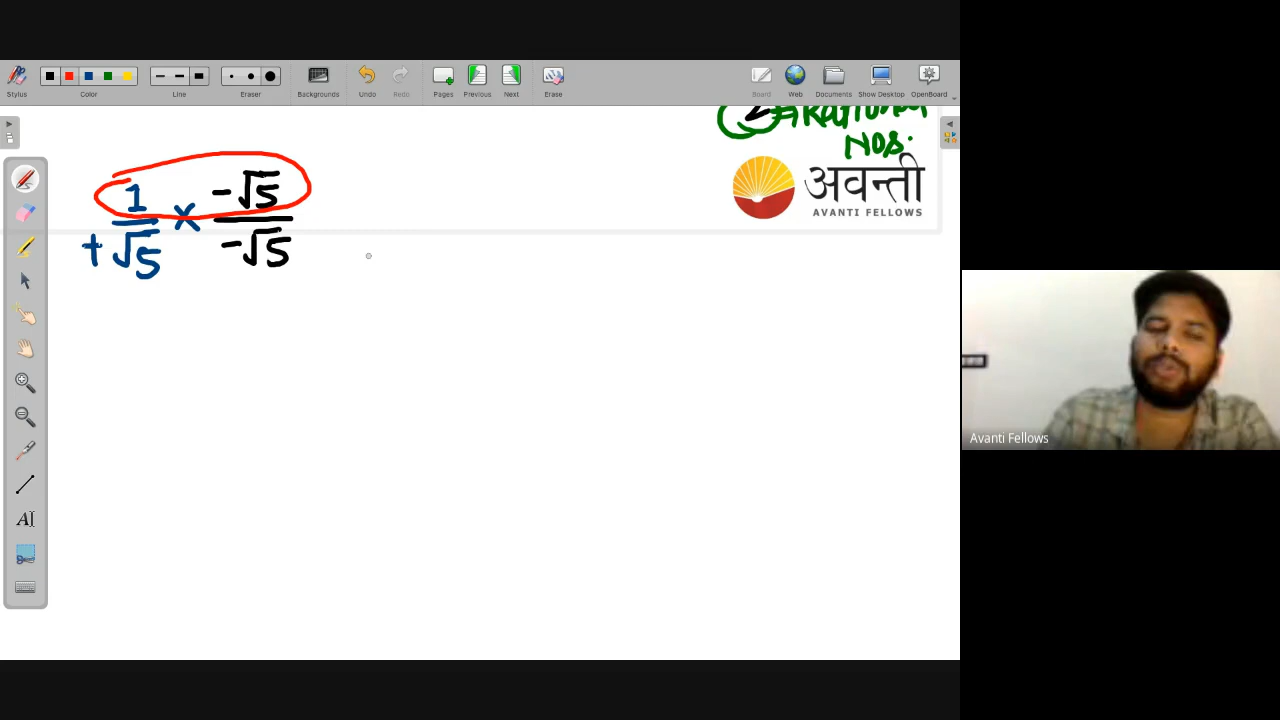 Stylus Color Line Eraser Backgrounds Undo Redo Pages Previous Next Erase Board Web Documents Show Desktop OpenBoard
NOS.
अवन्ती
AVANTI FELLOWS
1/+√5 × -√5/-√5
Avanti Fellows